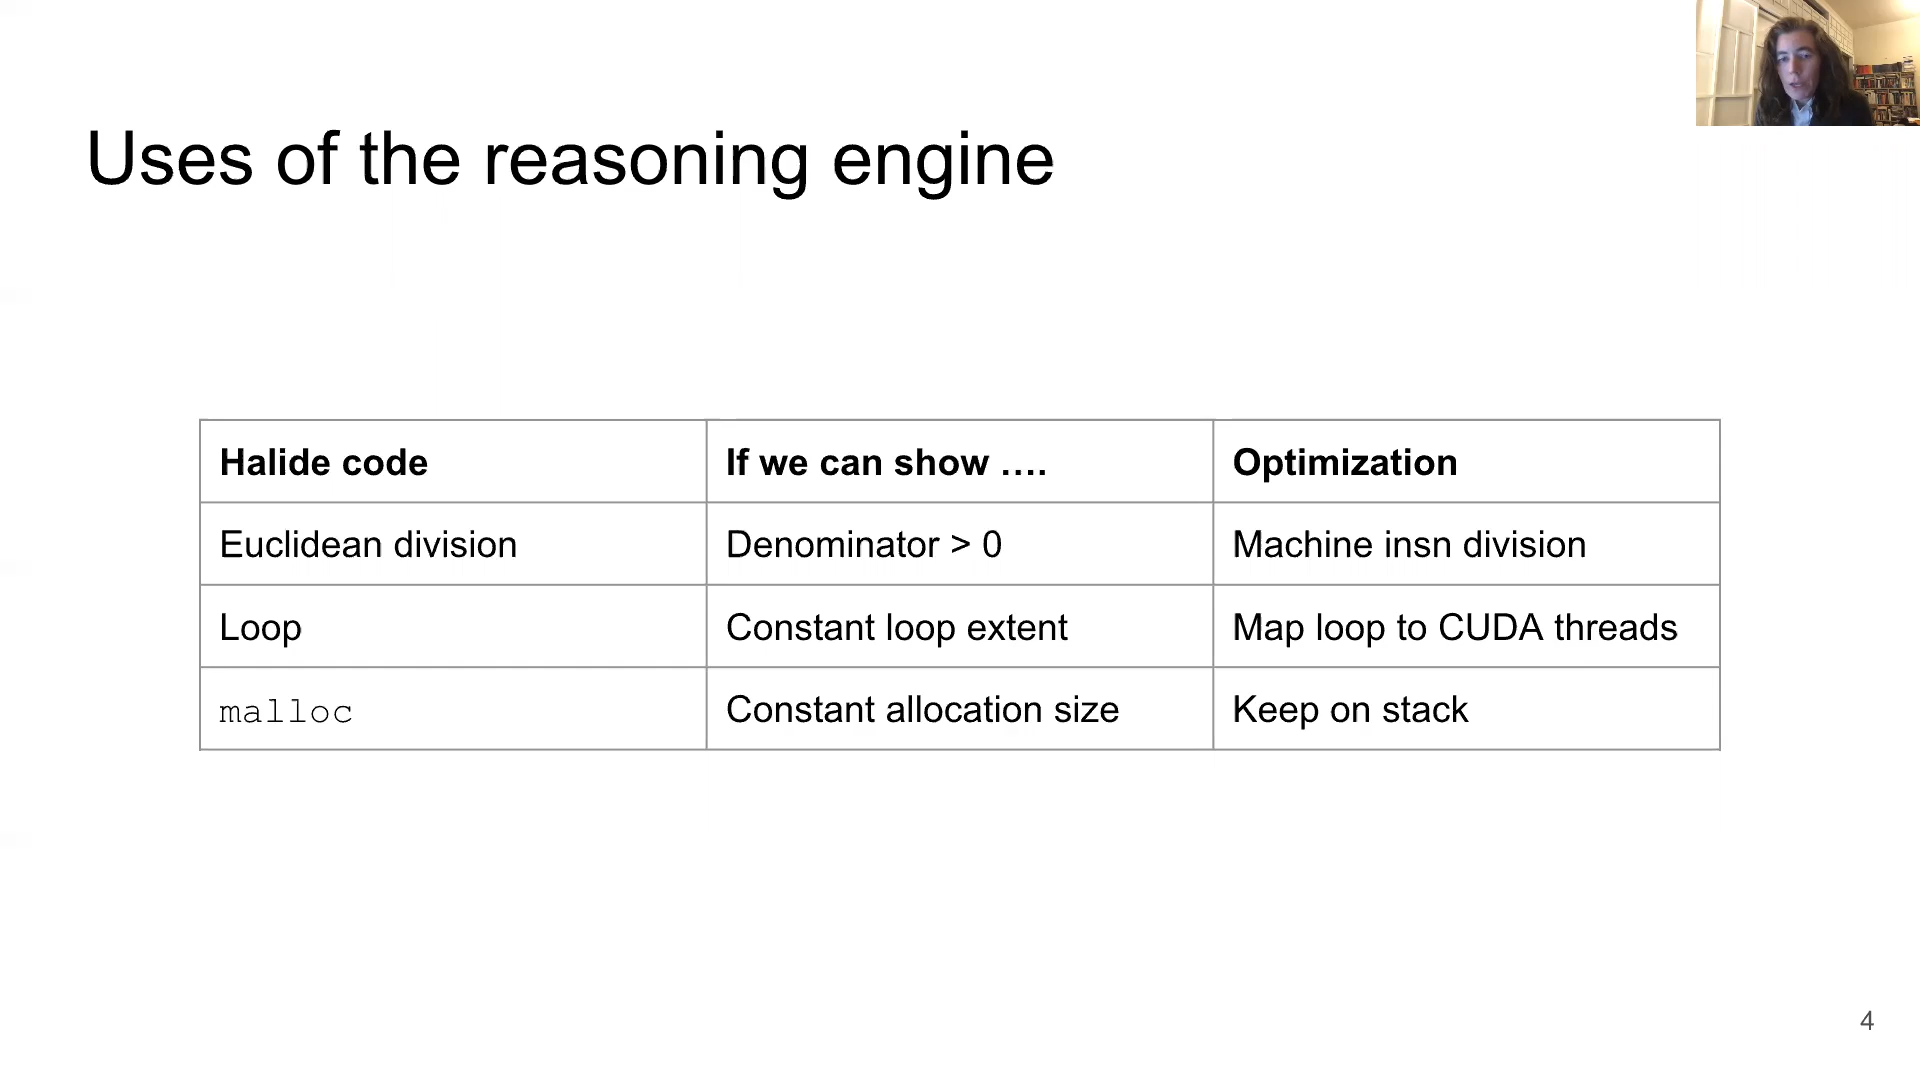 Uses of the reasoning engine
Halide code
If we can show ....
Optimization
Euclidean division
Denominator > 0
Machine insn division
Loop
Constant loop extent
Map loop to CUDA threads
malloc
Constant allocation size
Keep on stack
4